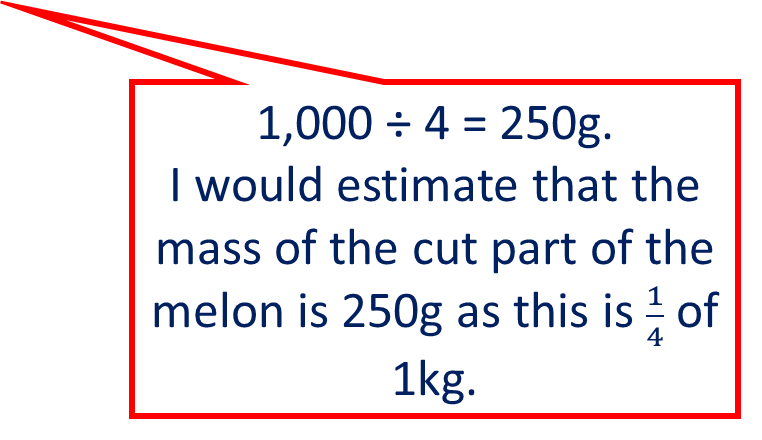 1,000 ÷ 4 = 250g.
I would estimate that the
mass of the cut part of the
melon is 250g as this is 1/4 of
1kg.